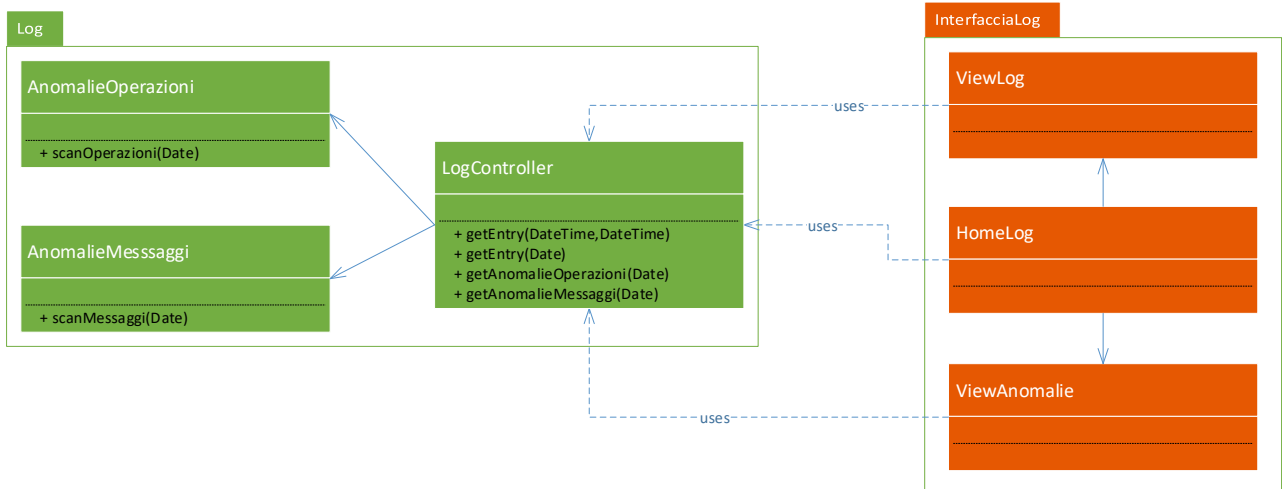 Log
AnomalieOperazioni
+ scanOperazioni(Date)
AnomalieMesssaggi
+ scanMessaggi(Date)
LogController
+ getEntry(DateTime,DateTime)
+ getEntry(Date)
+ getAnomalieOperazioni(Date)
+ getAnomalieMessaggi(Date)
uses
uses
uses
InterfacciaLog
ViewLog
HomeLog
ViewAnomalie